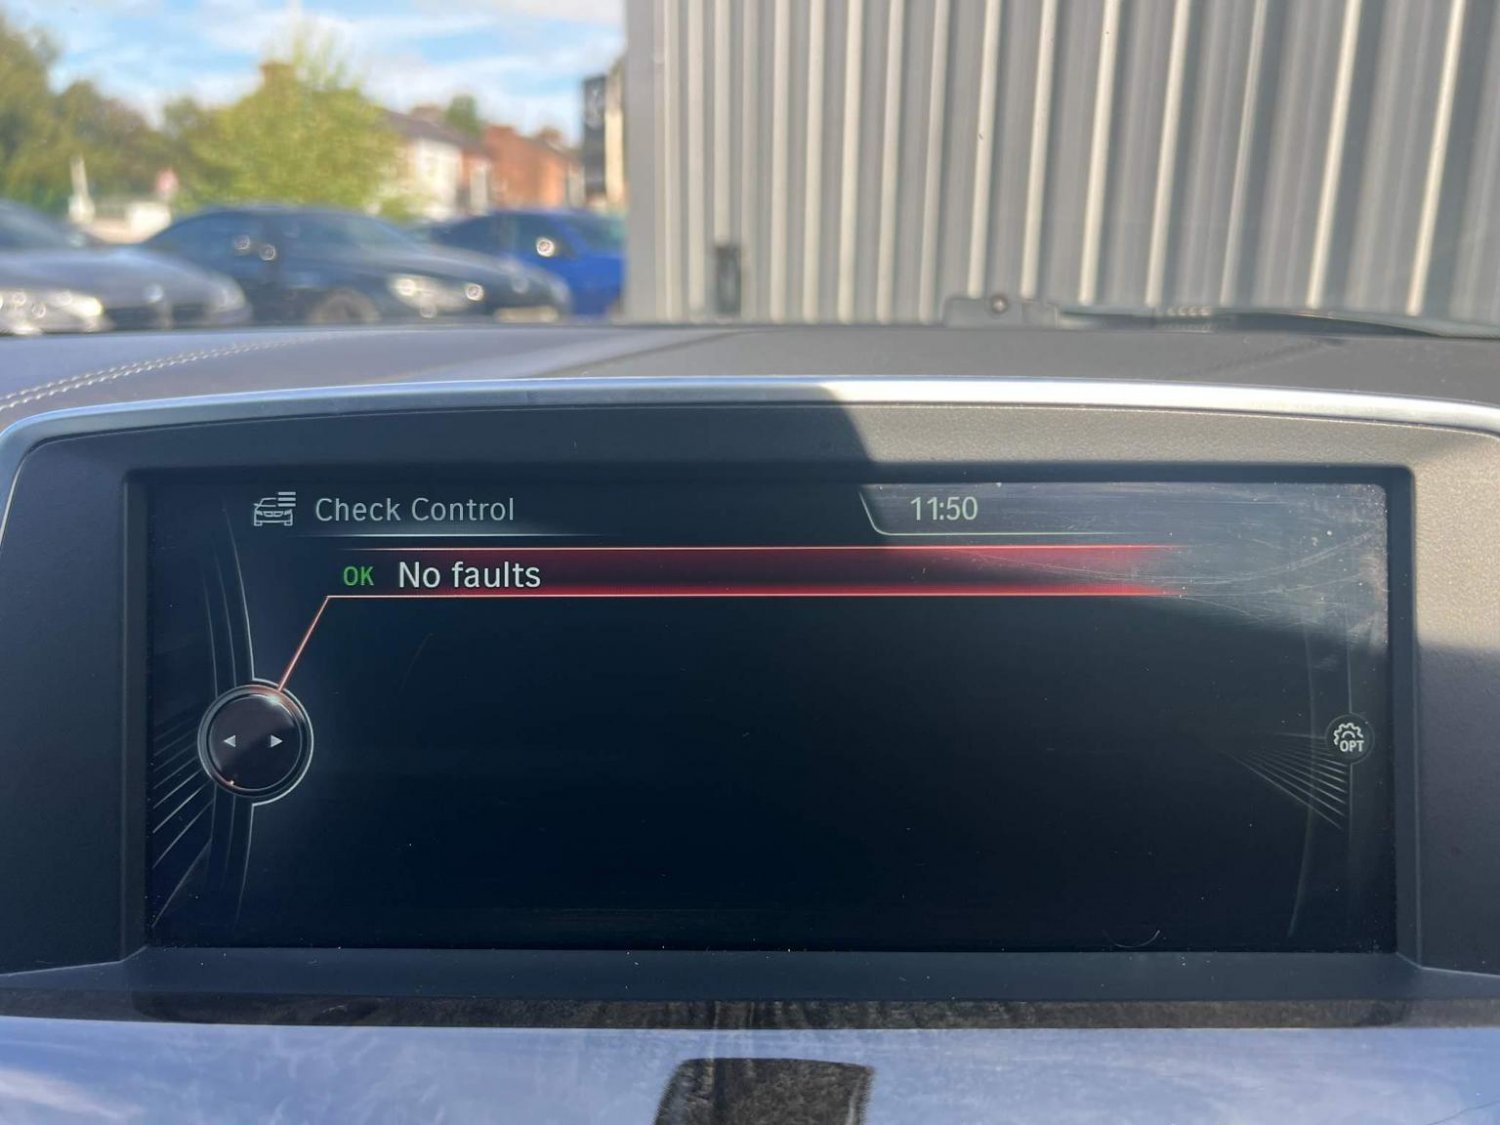 Check Control
11:50
OK No faults
OPT